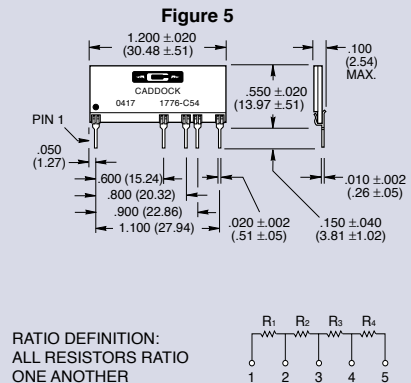 Figure 5
1.200 ±.020
(30.48 ±.51)
.100
(2.54)
MAX.
CADDOCK
0417 1776-C54
.550 ±.020
(13.97 ±.51)
PIN 1
.050
(1.27)
.600 (15.24)
.800 (20.32)
.900 (22.86)
1.100 (27.94)
.020 ±.002
(.51 ±.05)
.010 ±.002
(.26 ±.05)
.150 ±.040
(3.81 ±1.02)
RATIO DEFINITION:
ALL RESISTORS RATIO
ONE ANOTHER
R1 R2 R3 R4
1 2 3 4 5